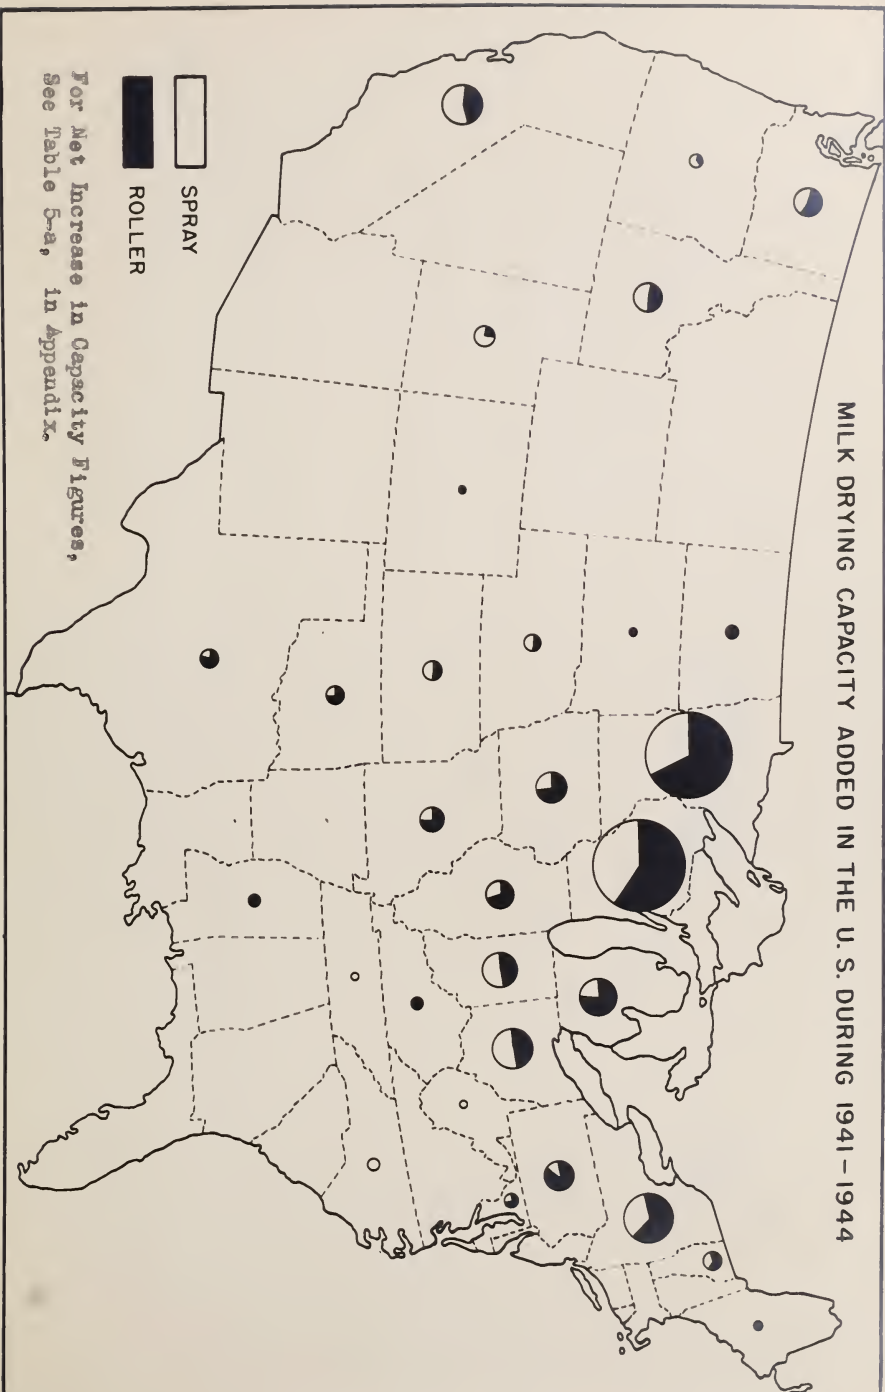 MILK DRYING CAPACITY ADDED IN THE U. S. DURING 1941–1944
SPRAY
ROLLER
For Net Increase in Capacity Figures,
See Table 5-a, in Appendix.